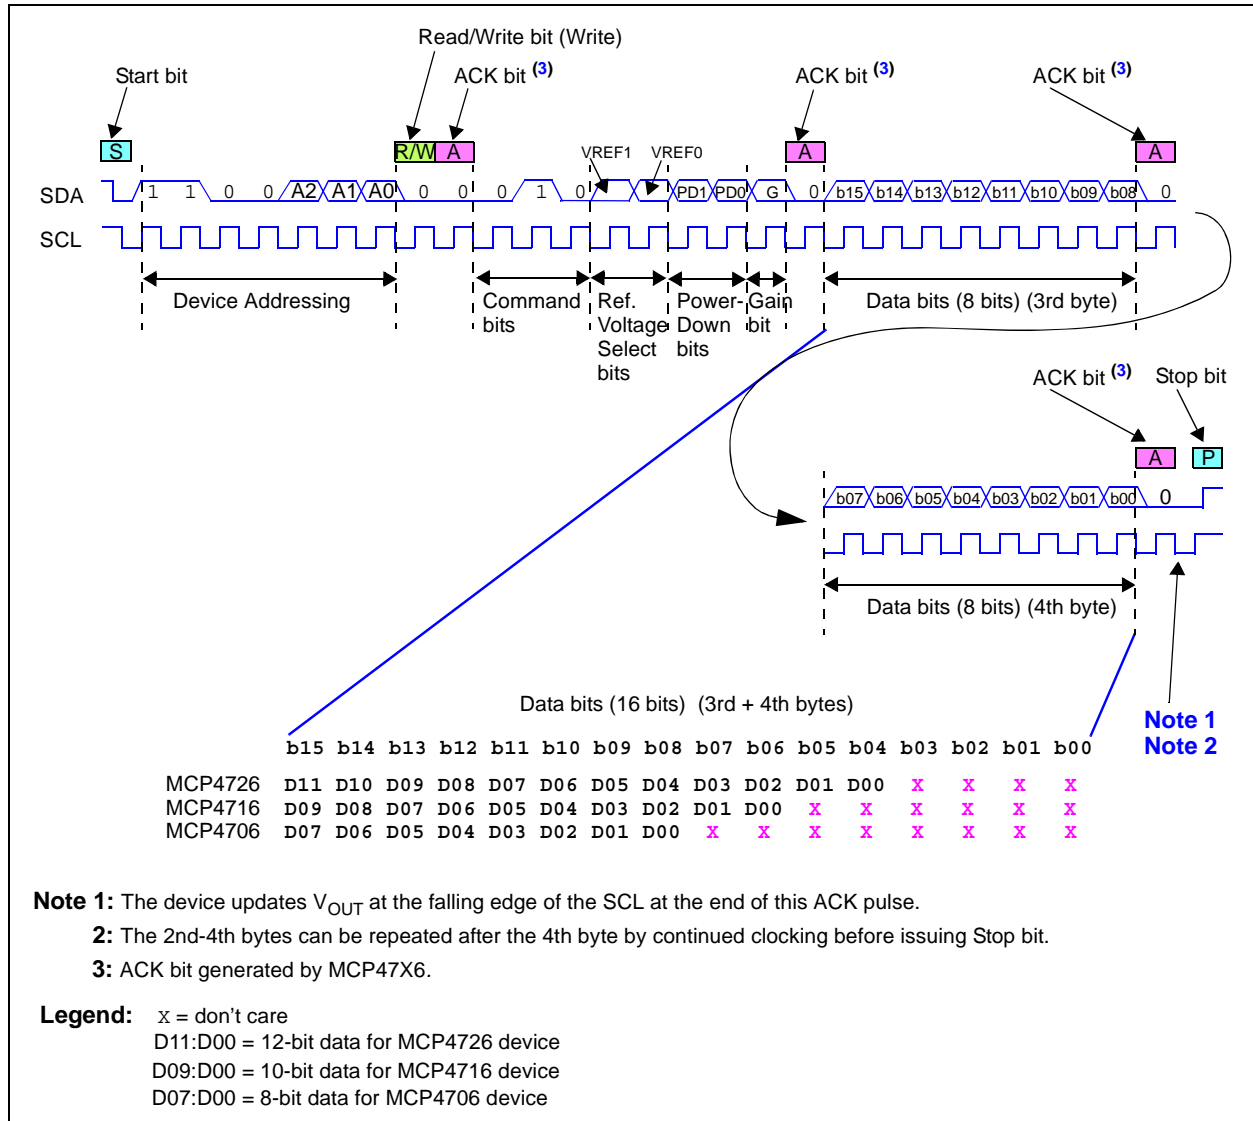 Read/Write bit (Write)
Start bit
ACK bit (3)
ACK bit (3)
ACK bit (3)
S
R/W
A
A
A
VREF1
VREF0
SDA
1 1 0 0 A2 A1 A0 0 0 0 1 0 PD1 PD0 G 0 b15 b14 b13 b12 b11 b10 b09 b08 0
SCL
Device Addressing
Command bits
Ref. Voltage Select bits
Power-Down bits
Gain bit
Data bits (8 bits) (3rd byte)
ACK bit (3)
Stop bit
A
P
b07 b06 b05 b04 b03 b02 b01 b00 0
Data bits (8 bits) (4th byte)
Data bits (16 bits) (3rd + 4th bytes)
Note 1
Note 2
b15 b14 b13 b12 b11 b10 b09 b08 b07 b06 b05 b04 b03 b02 b01 b00
MCP4726 D11 D10 D09 D08 D07 D06 D05 D04 D03 D02 D01 D00 X X X X
MCP4716 D09 D08 D07 D06 D05 D04 D03 D02 D01 D00 X X X X X X
MCP4706 D07 D06 D05 D04 D03 D02 D01 D00 X X X X X X X X
Note 1: The device updates VOUT at the falling edge of the SCL at the end of this ACK pulse.
2: The 2nd-4th bytes can be repeated after the 4th byte by continued clocking before issuing Stop bit.
3: ACK bit generated by MCP47X6.
Legend: X = don't care
D11:D00 = 12-bit data for MCP4726 device
D09:D00 = 10-bit data for MCP4716 device
D07:D00 = 8-bit data for MCP4706 device